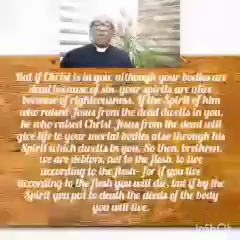 But if Christ is in you, although your bodies are
dead because of sin, your spirits are alive
because of righteousness. If the Spirit of him
who raised Jesus from the dead dwells in you,
he who raised Christ Jesus from the dead will
give life to your mortal bodies also through his
Spirit which dwells in you. So then, brethren,
we are debtors, not to the flesh, to live
according to the flesh- for if you live
according to the flesh you will die, but if by the
Spirit you put to death the deeds of the body
you will live.
InShOt